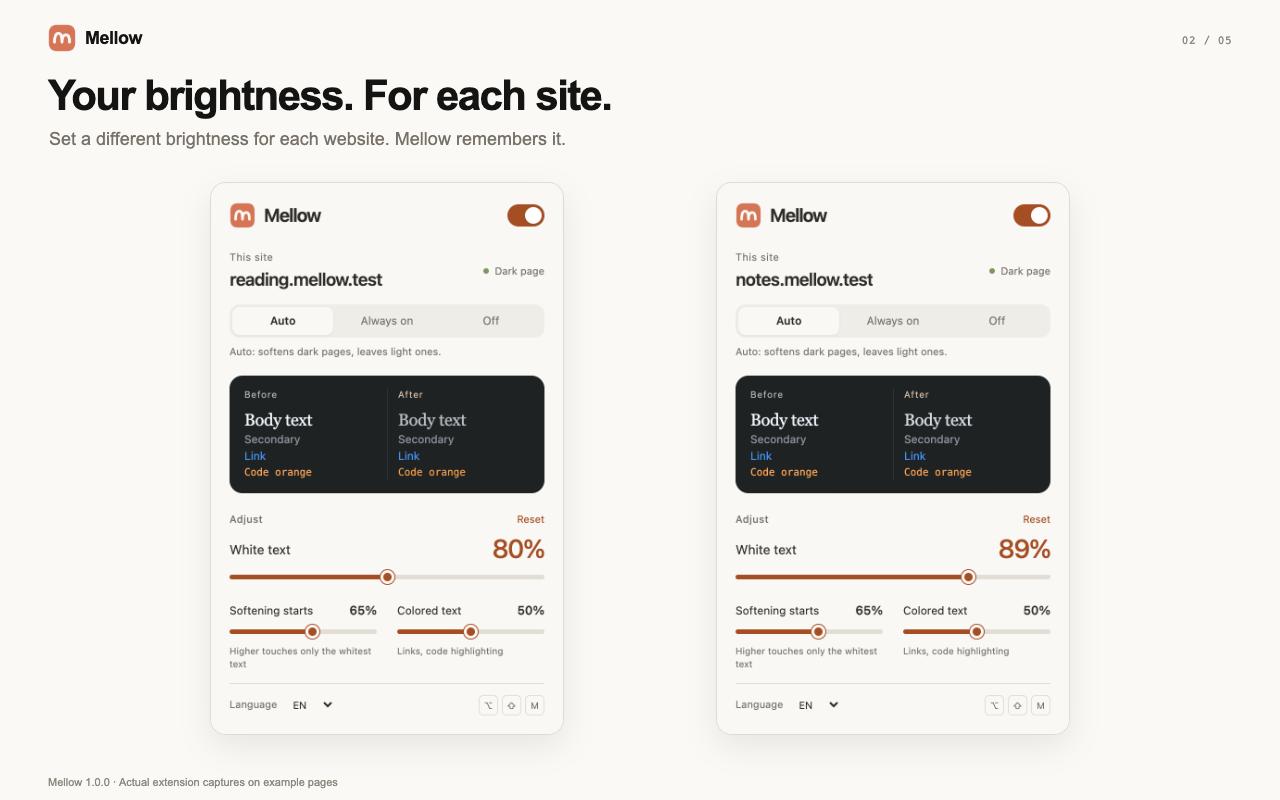 Mellow
02 / 05
Your brightness. For each site.
Set a different brightness for each website. Mellow remembers it.
Mellow
This site
reading.mellow.test
Dark page
Auto
Always on
Off
Auto: softens dark pages, leaves light ones.
Before
Body text
Secondary
Link
Code orange
After
Body text
Secondary
Link
Code orange
Adjust
Reset
White text
80%
Softening starts
65%
Higher touches only the whitest
text
Colored text
50%
Links, code highlighting
Language
EN
⌥
⇧
M
Mellow
This site
notes.mellow.test
Dark page
Auto
Always on
Off
Auto: softens dark pages, leaves light ones.
Before
Body text
Secondary
Link
Code orange
After
Body text
Secondary
Link
Code orange
Adjust
Reset
White text
89%
Softening starts
65%
Higher touches only the whitest
text
Colored text
50%
Links, code highlighting
Language
EN
⌥
⇧
M
Mellow 1.0.0 · Actual extension captures on example pages